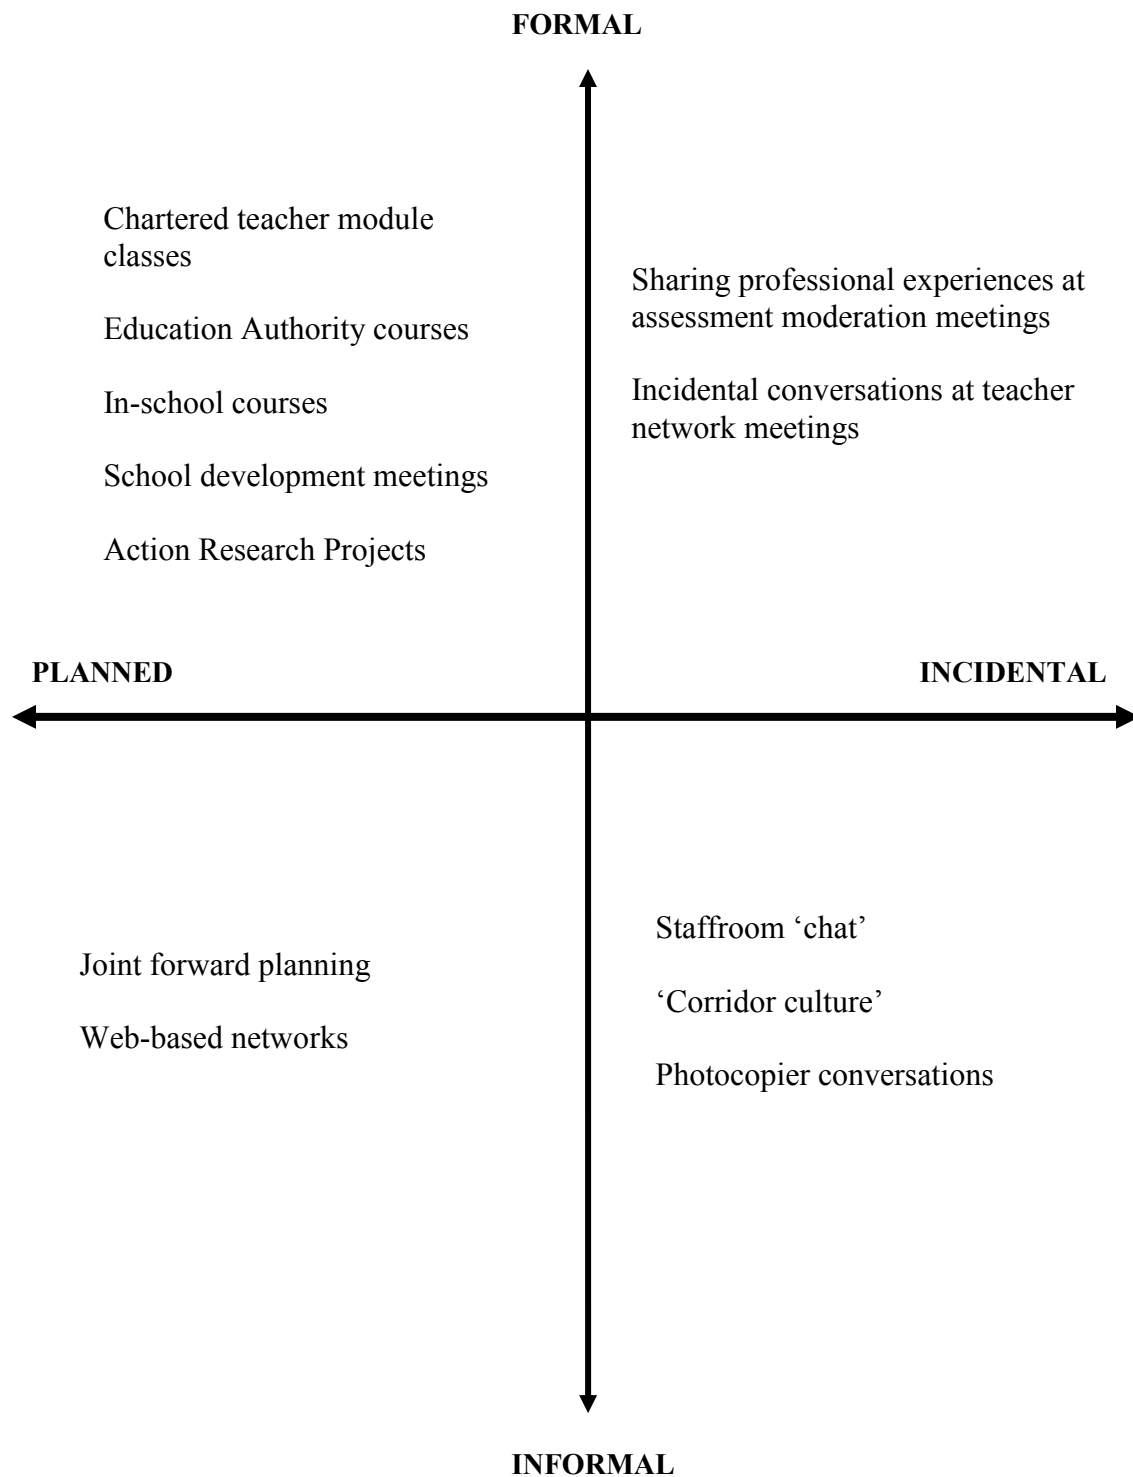 FORMAL
Chartered teacher module
classes
Education Authority courses
In-school courses
School development meetings
Action Research Projects
Sharing professional experiences at
assessment moderation meetings
Incidental conversations at teacher
network meetings
PLANNED
INCIDENTAL
Joint forward planning
Web-based networks
Staffroom ‘chat’
‘Corridor culture’
Photocopier conversations
INFORMAL